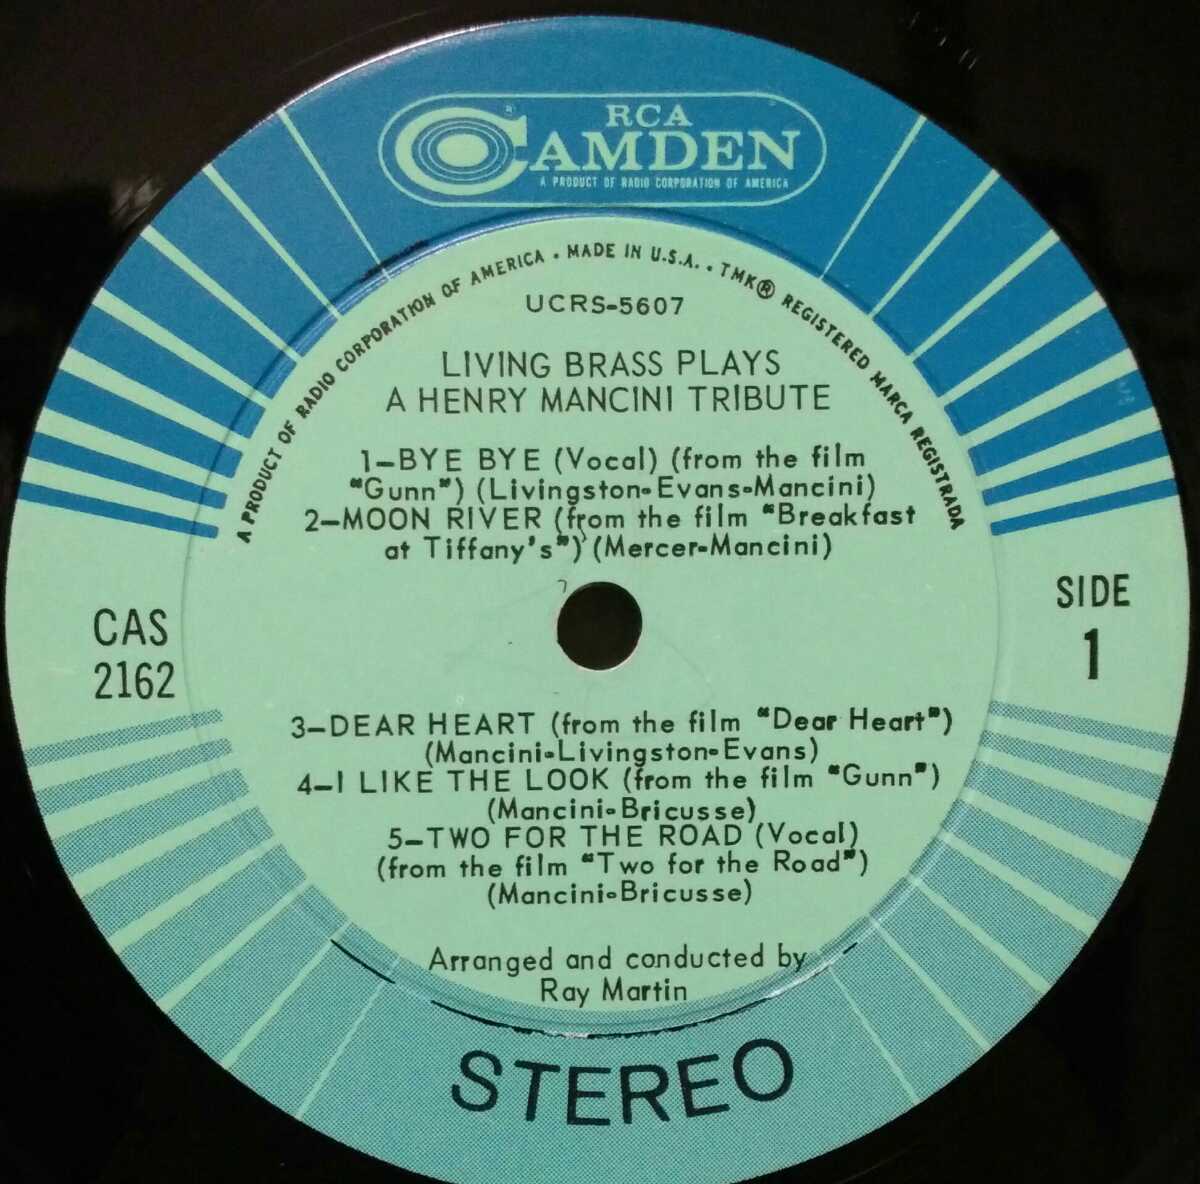 RCA
CAMDEN ®
A PRODUCT OF RADIO CORPORATION OF AMERICA
A PRODUCT OF RADIO CORPORATION OF AMERICA • MADE IN U.S.A. • TMK® REGISTERED MARCA REGISTRADA
UCRS-5607
LIVING BRASS PLAYS
A HENRY MANCINI TRIBUTE
1-BYE BYE (Vocal) (from the film
"Gunn") (Livingston-Evans-Mancini)
2-MOON RIVER (from the film "Breakfast
at Tiffany's") (Mercer-Mancini)
CAS
2162
SIDE
1
3-DEAR HEART (from the film "Dear Heart")
(Mancini-Livingston-Evans)
4-I LIKE THE LOOK (from the film "Gunn")
(Mancini-Bricusse)
5-TWO FOR THE ROAD (Vocal)
(from the film "Two for the Road")
(Mancini-Bricusse)
Arranged and conducted by
Ray Martin
STEREO